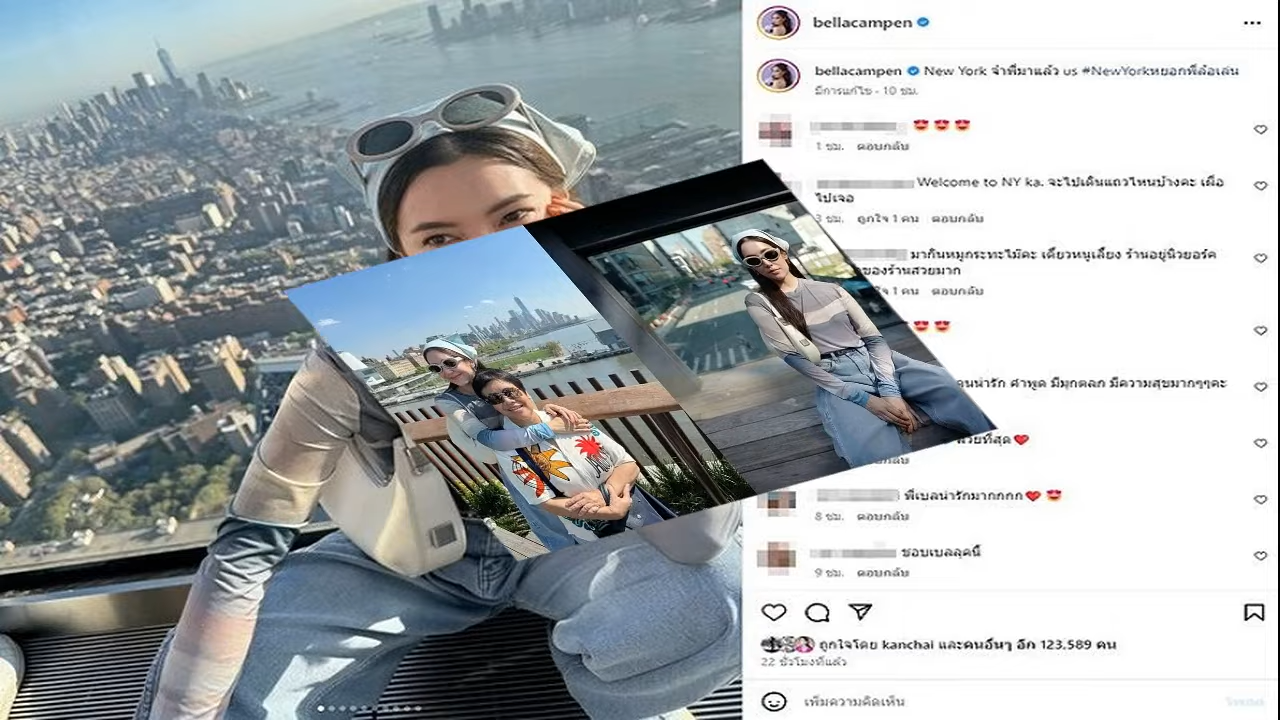 bellacampen
bellacampen New York จำพี่มาแล้ว us #NewYorkหยอกพี่ล้อเล่น
มีการแก้ไข · 10 ชม.
1 ชม. ตอบกลับ
Welcome to NY ka. จะไปเดินแถวไหนบ้างคะ เผื่อ
ไปเจอ
3 ชม. ถูกใจ 1 คน ตอบกลับ
มากินหมูกระทะไม๊คะ เดี๋ยวหนูเลี้ยง ร้านอยู่นิวยอร์ค
ของร้านสวยมาก
1 คน ตอบกลับ
คนน่ารัก คำพูด มีมุกตลก มีความสุขมากๆๆคะ
สวยที่สุด❤️
พี่เบลน่ารักมากกกก❤️😍
8 ชม. ตอบกลับ
ชอบเบลลุคนี้
9 ชม. ตอบกลับ
ถูกใจโดย kanchai และคนอื่นๆ อีก 123,589 คน
22 ชั่วโมงที่แล้ว
เพิ่มความคิดเห็น